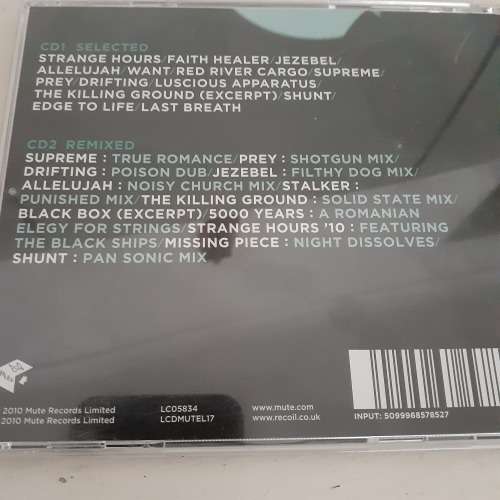 CD1 SELECTED
STRANGE HOURS/FAITH HEALER/JEZEBEL/
ALLELUJAH/WANT/RED RIVER CARGO/SUPREME/
PREY/DRIFTING/LUSCIOUS APPARATUS/
THE KILLING GROUND (EXCERPT)/SHUNT/
EDGE TO LIFE/LAST BREATH
CD2 REMIXED
SUPREME : TRUE ROMANCE/PREY : SHOTGUN MIX/
DRIFTING : POISON DUB/JEZEBEL : FILTHY DOG MIX/
ALLELUJAH : NOISY CHURCH MIX/STALKER :
PUNISHED MIX/THE KILLING GROUND : SOLID STATE MIX/
BLACK BOX (EXCERPT)/5000 YEARS : A ROMANIAN
ELEGY FOR STRINGS/STRANGE HOURS '10 : FEATURING
THE BLACK SHIPS/MISSING PIECE : NIGHT DISSOLVES/
SHUNT : PAN SONIC MIX
2010 Mute Records Limited
2010 Mute Records Limited
LC05834
LCDMUTEL17
www.mute.com
www.recoil.co.uk
INPUT: 5099968578527